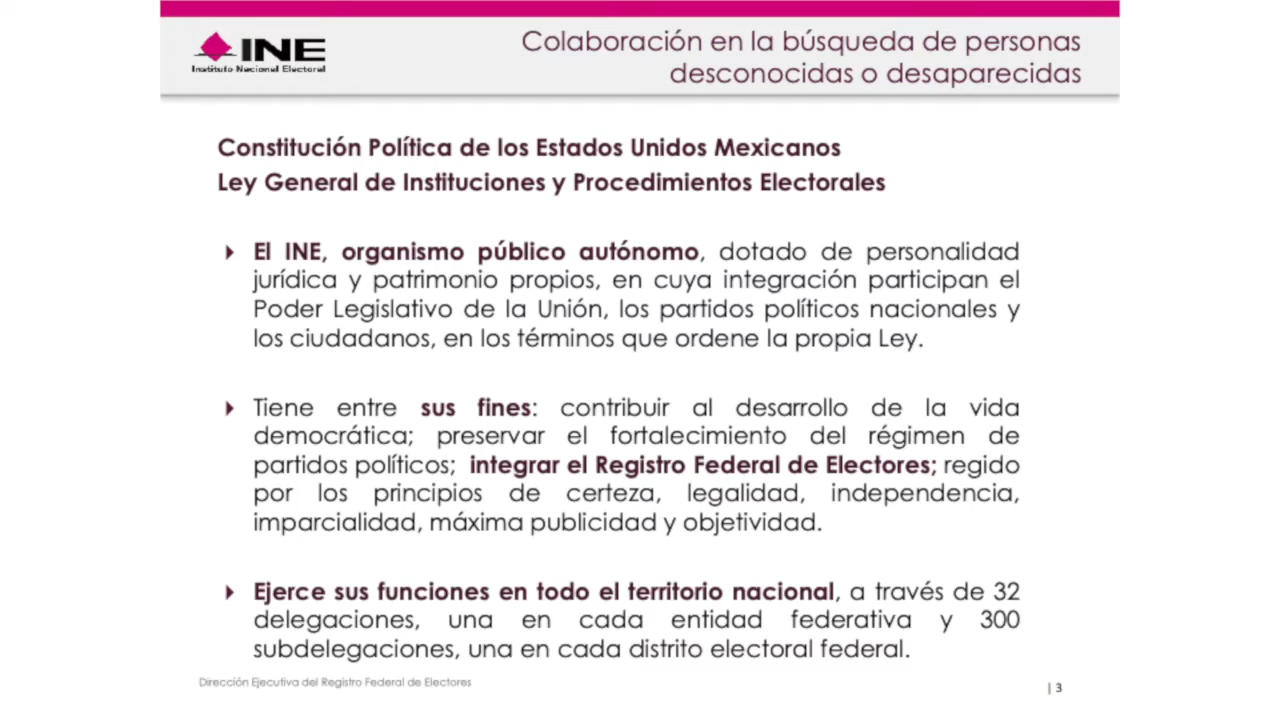 INE
Instituto Nacional Electoral
Colaboración en la búsqueda de personas
desconocidas o desaparecidas
Constitución Política de los Estados Unidos Mexicanos
Ley General de Instituciones y Procedimientos Electorales
El INE, organismo público autónomo, dotado de personalidad
jurídica y patrimonio propios, en cuya integración participan el
Poder Legislativo de la Unión, los partidos políticos nacionales y
los ciudadanos, en los términos que ordene la propia Ley.
Tiene entre sus fines: contribuir al desarrollo de la vida
democrática; preservar el fortalecimiento del régimen de
partidos políticos; integrar el Registro Federal de Electores; regido
por los principios de certeza, legalidad, independencia,
imparcialidad, máxima publicidad y objetividad.
Ejerce sus funciones en todo el territorio nacional, a través de 32
delegaciones, una en cada entidad federativa y 300
subdelegaciones, una en cada distrito electoral federal.
Dirección Ejecutiva del Registro Federal de Electores
| 3